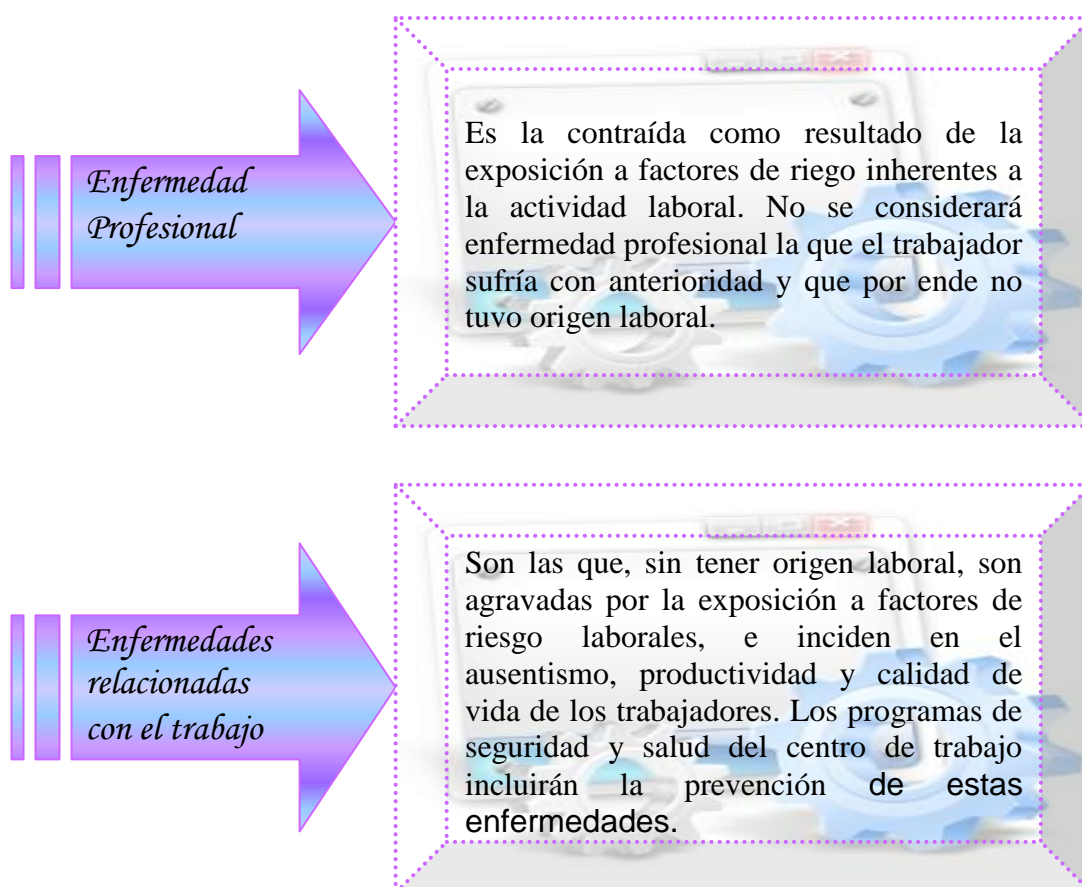 Enfermedad
Profesional
Es la contraída como resultado de la
exposición a factores de riego inherentes a
la actividad laboral. No se considerará
enfermedad profesional la que el trabajador
sufría con anterioridad y que por ende no
tuvo origen laboral.
Enfermedades
relacionadas
con el trabajo
Son las que, sin tener origen laboral, son
agravadas por la exposición a factores de
riesgo laborales, e inciden en el
ausentismo, productividad y calidad de
vida de los trabajadores. Los programas de
seguridad y salud del centro de trabajo
incluirán la prevención de estas
enfermedades.